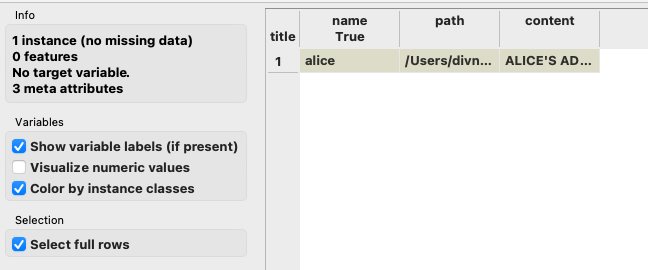 Info
1 instance (no missing data)
0 features
No target variable.
3 meta attributes
Variables
Show variable labels (if present)
Visualize numeric values
Color by instance classes
Selection
Select full rows
name path content
title True
1 alice /Users/divn... ALICE'S AD...